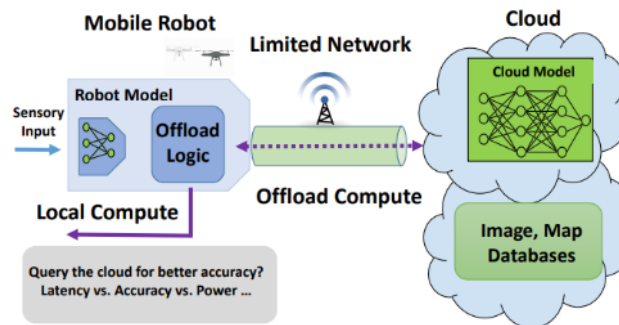 Mobile Robot
Limited Network
Cloud
Robot Model
Cloud Model
Sensory
Input
Offload
Logic
Local Compute
Offload Compute
Image, Map
Databases
Query the cloud for better accuracy?
Latency vs. Accuracy vs. Power ...